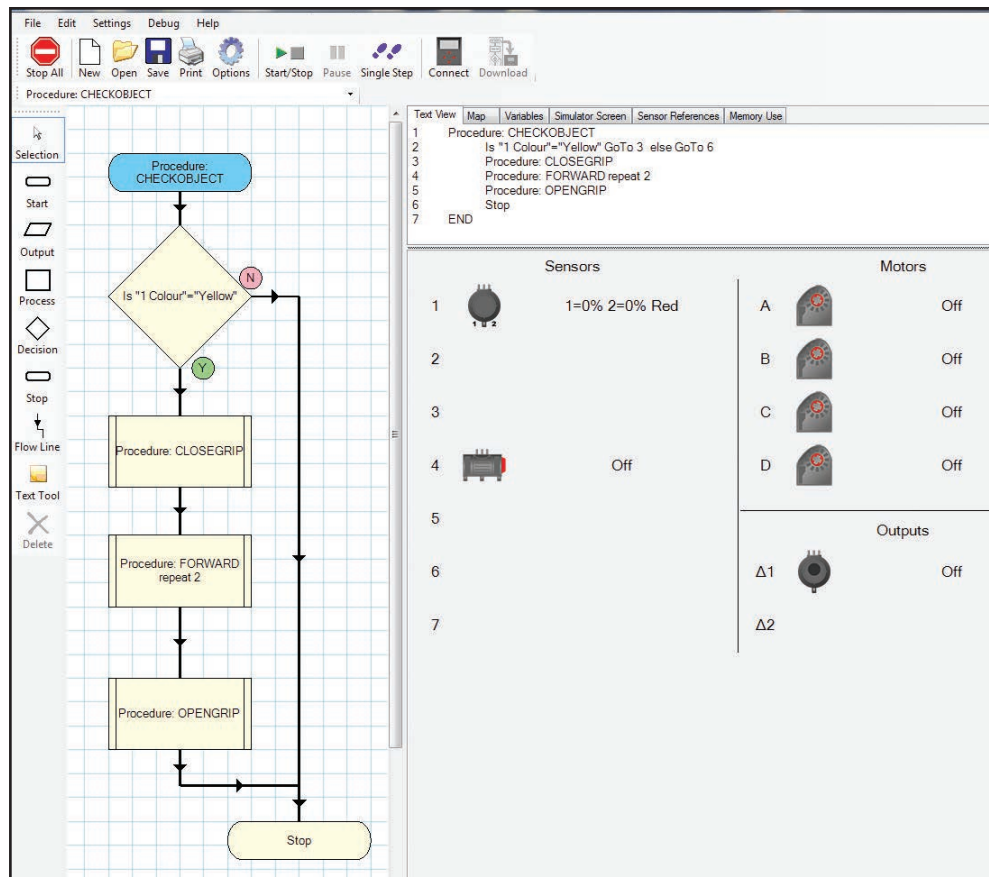 File Edit Settings Debug Help
Stop All New Open Save Print Options Start/Stop Pause Single Step Connect Download
Procedure: CHECKOBJECT
Selection
Start
Output
Process
Decision
Stop
Flow Line
Text Tool
Delete
Procedure:
CHECKOBJECT
Is "1 Colour"="Yellow"
N
Y
Procedure: CLOSEGRIP
Procedure: FORWARD
repeat 2
Procedure: OPENGRIP
Stop
Text View Map Variables Simulator Screen Sensor References Memory Use
1 Procedure: CHECKOBJECT
2 Is "1 Colour"="Yellow" GoTo 3 else GoTo 6
3 Procedure: CLOSEGRIP
4 Procedure: FORWARD repeat 2
5 Procedure: OPENGRIP
6 Stop
7 END
Sensors
1 1=0% 2=0% Red
1 2
2
3
4 Off
5
6
7
Motors
A Off
B Off
C Off
D Off
Outputs
Δ1 Off
Δ2